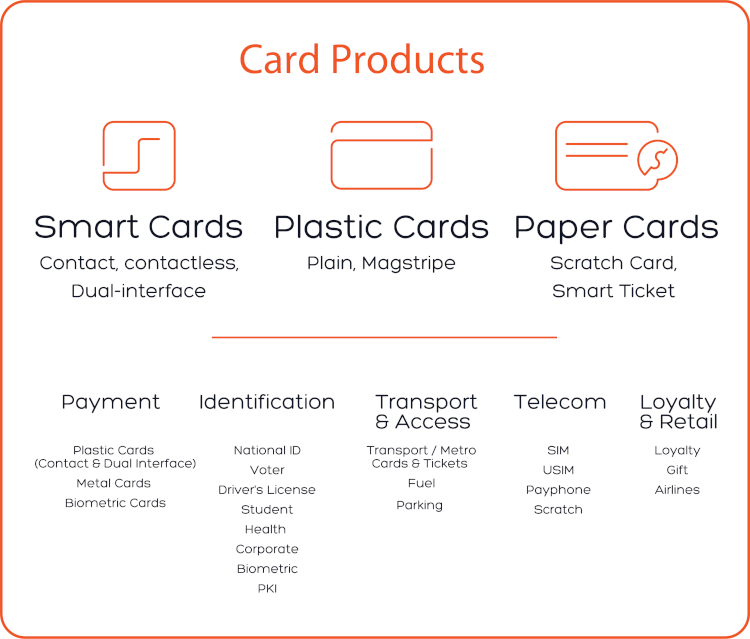 Card Products
Smart Cards
Contact, contactless,
Dual-interface
Plastic Cards
Plain, Magstripe
Paper Cards
Scratch Card,
Smart Ticket
Payment
Plastic Cards
(Contact & Dual Interface)
Metal Cards
Biometric Cards
Identification
National ID
Voter
Driver's License
Student
Health
Corporate
Biometric
PKI
Transport
& Access
Transport / Metro
Cards & Tickets
Fuel
Parking
Telecom
SIM
USIM
Payphone
Scratch
Loyalty
& Retail
Loyalty
Gift
Airlines